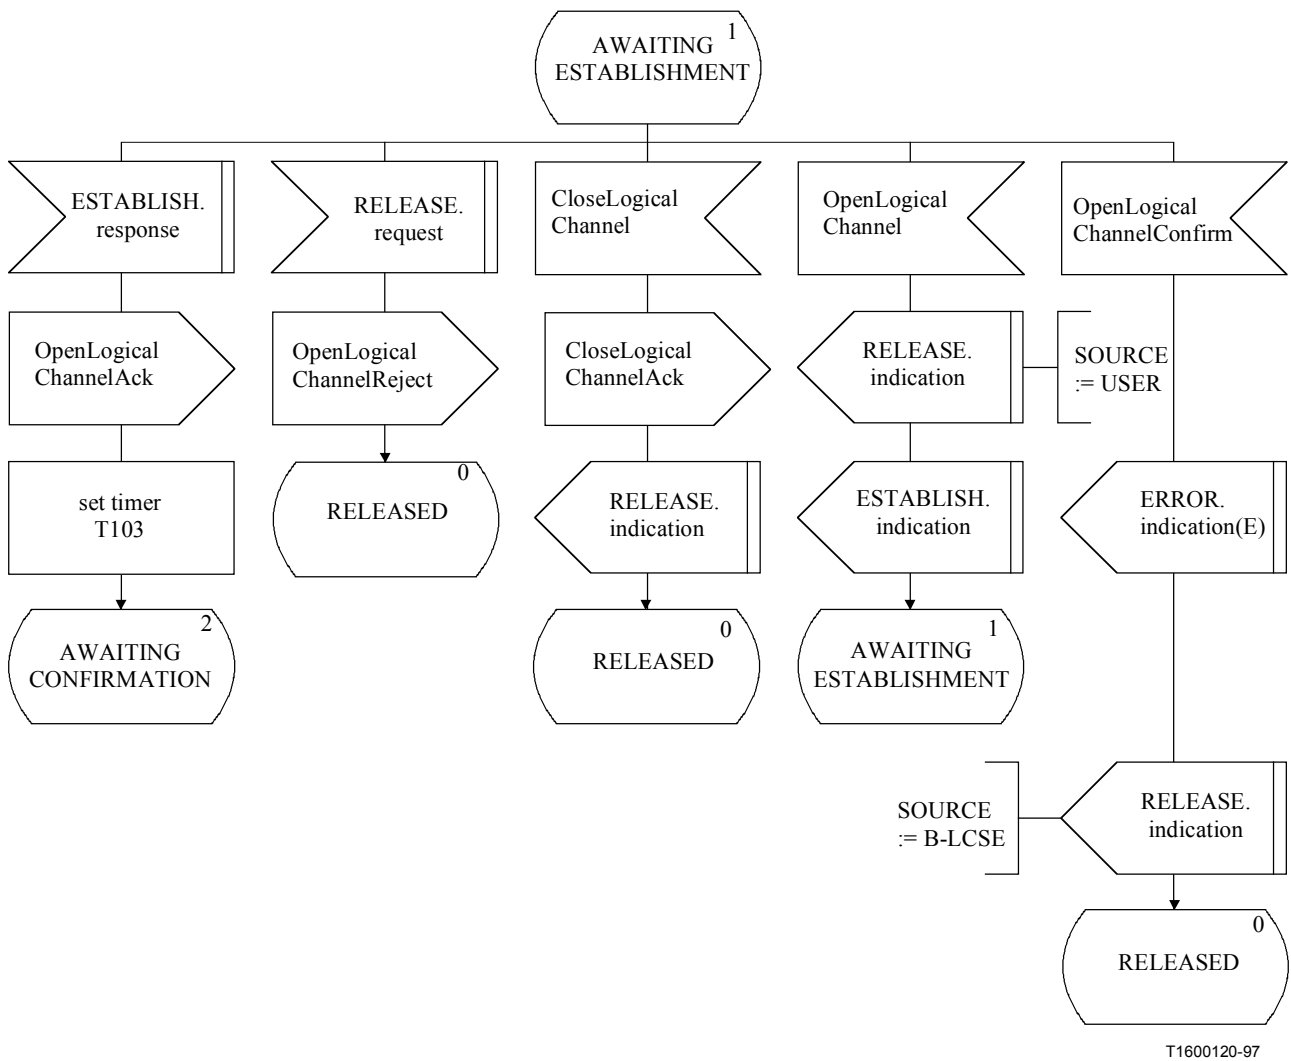 1
AWAITING
ESTABLISHMENT
ESTABLISH.
response
RELEASE.
request
CloseLogical
Channel
OpenLogical
Channel
OpenLogical
ChannelConfirm
OpenLogical
ChannelAck
OpenLogical
ChannelReject
CloseLogical
ChannelAck
RELEASE.
indication
SOURCE
:= USER
set timer
T103
0
RELEASED
RELEASE.
indication
ESTABLISH.
indication
ERROR.
indication(E)
2
AWAITING
CONFIRMATION
0
RELEASED
1
AWAITING
ESTABLISHMENT
SOURCE
:= B-LCSE
RELEASE.
indication
0
RELEASED
T1600120-97